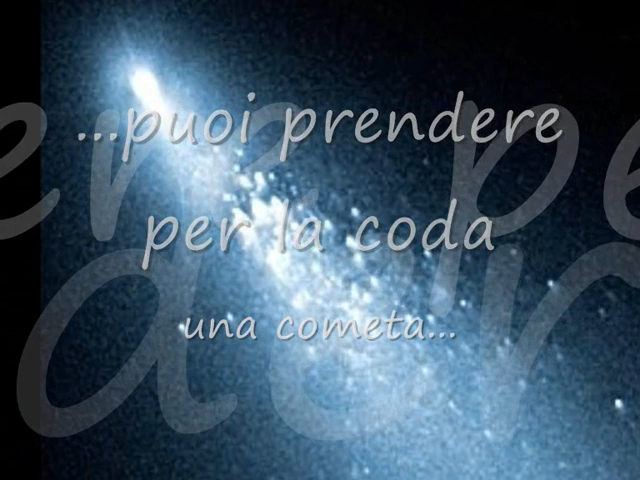 ...puoi prendere
per la coda
una cometa...